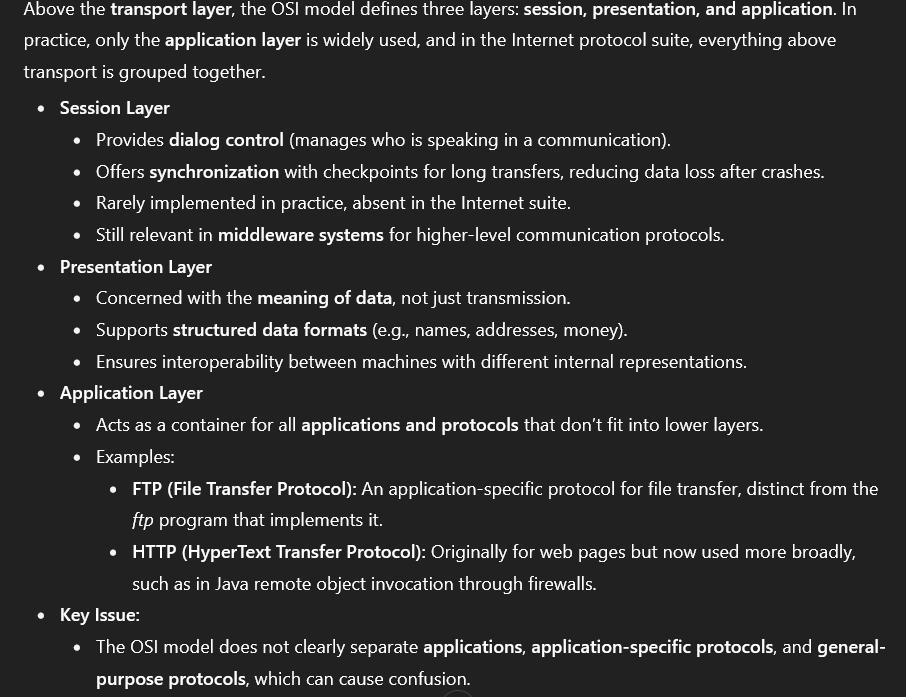 Above the transport layer, the OSI model defines three layers: session, presentation, and application. In
practice, only the application layer is widely used, and in the Internet protocol suite, everything above
transport is grouped together.
• Session Layer
• Provides dialog control (manages who is speaking in a communication).
• Offers synchronization with checkpoints for long transfers, reducing data loss after crashes.
• Rarely implemented in practice, absent in the Internet suite.
• Still relevant in middleware systems for higher-level communication protocols.
• Presentation Layer
• Concerned with the meaning of data, not just transmission.
• Supports structured data formats (e.g., names, addresses, money).
• Ensures interoperability between machines with different internal representations.
• Application Layer
• Acts as a container for all applications and protocols that don’t fit into lower layers.
• Examples:
• FTP (File Transfer Protocol): An application-specific protocol for file transfer, distinct from the
ftp program that implements it.
• HTTP (HyperText Transfer Protocol): Originally for web pages but now used more broadly,
such as in Java remote object invocation through firewalls.
• Key Issue:
• The OSI model does not clearly separate applications, application-specific protocols, and general-
purpose protocols, which can cause confusion.